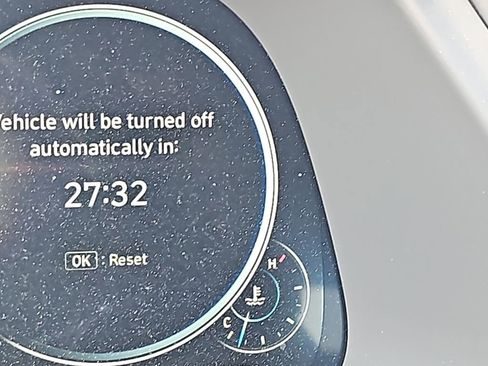 ehicle will be turned off
automatically in:
27:32
OK : Reset
H
C